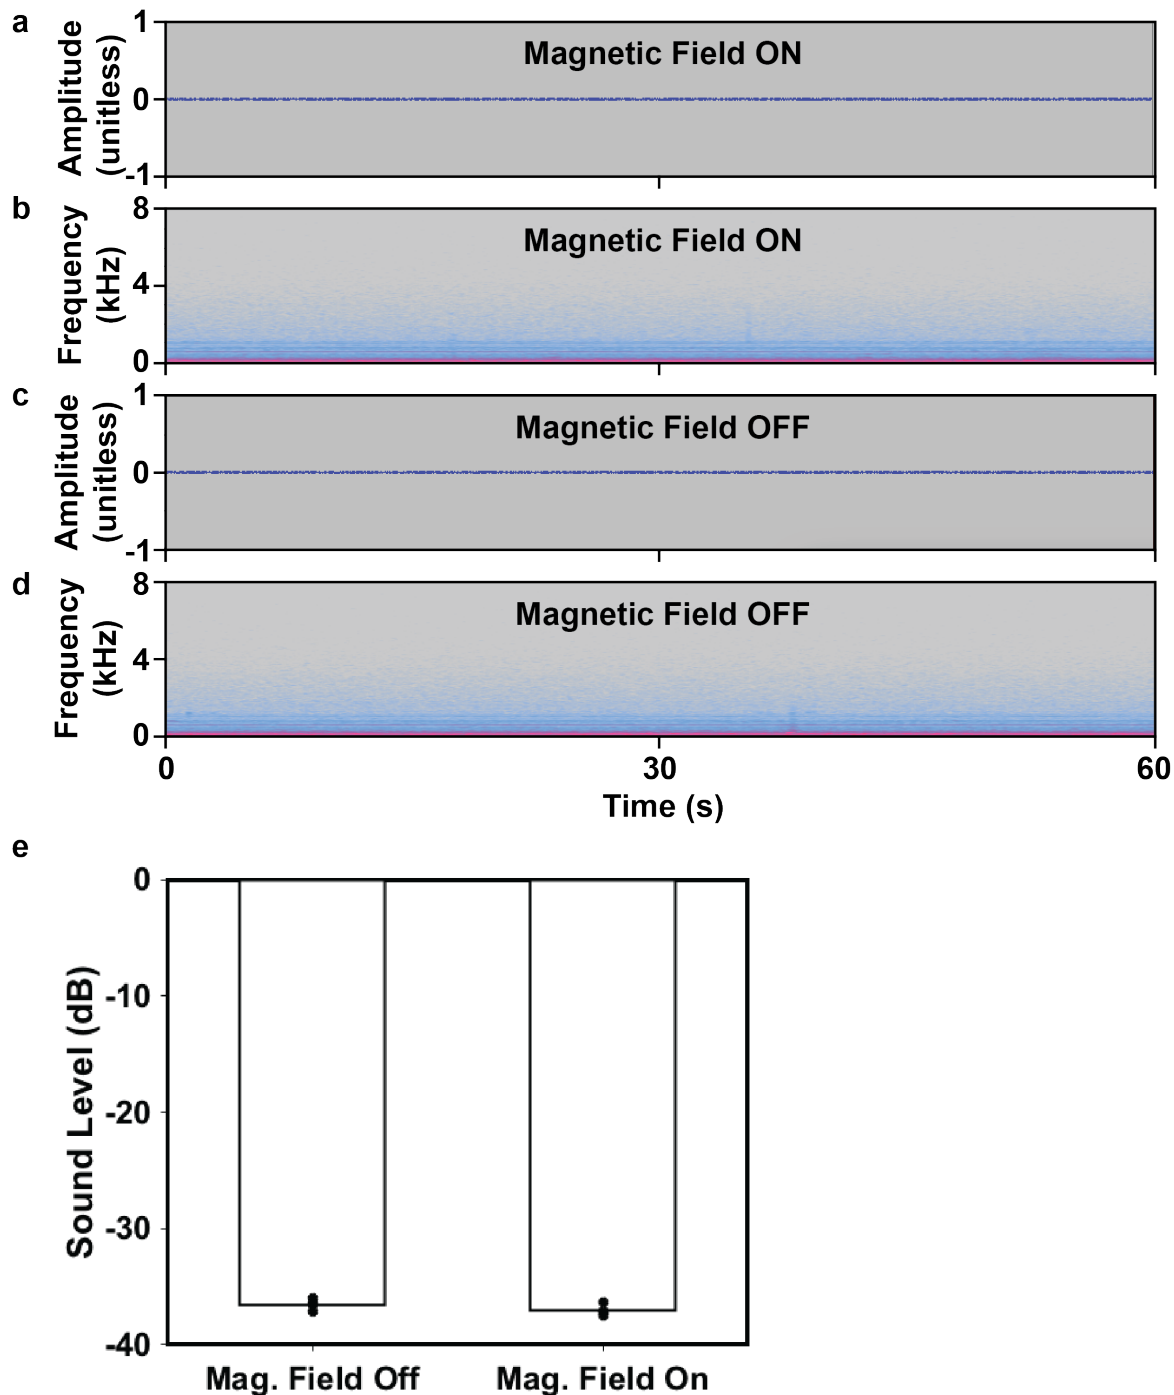 a
Amplitude
(unitless)
1
0
-1
Magnetic Field ON
b
Frequency
(kHz)
8
4
0
Magnetic Field ON
c
Amplitude
(unitless)
1
0
-1
Magnetic Field OFF
d
Frequency
(kHz)
8
4
0
Magnetic Field OFF
0 30 60
Time (s)
e
Sound Level (dB)
0
-10
-20
-30
-40
Mag. Field Off Mag. Field On